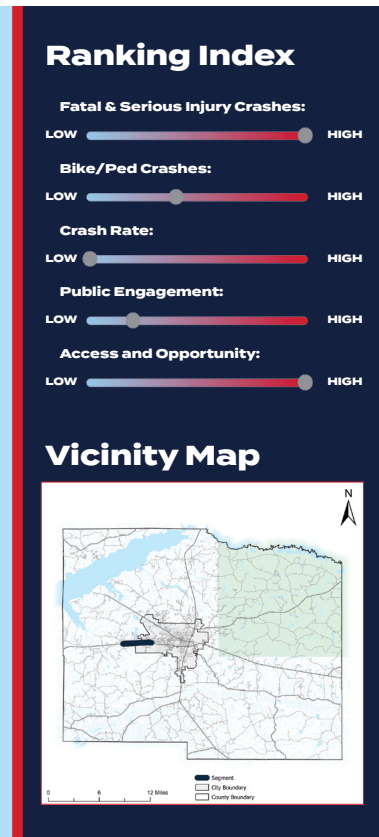 Ranking Index
Fatal & Serious Injury Crashes:
LOW HIGH
Bike/Ped Crashes:
LOW HIGH
Crash Rate:
LOW HIGH
Public Engagement:
LOW HIGH
Access and Opportunity:
LOW HIGH
Vicinity Map
N
Segment
City Boundary
County Boundary
0 6 12 Miles